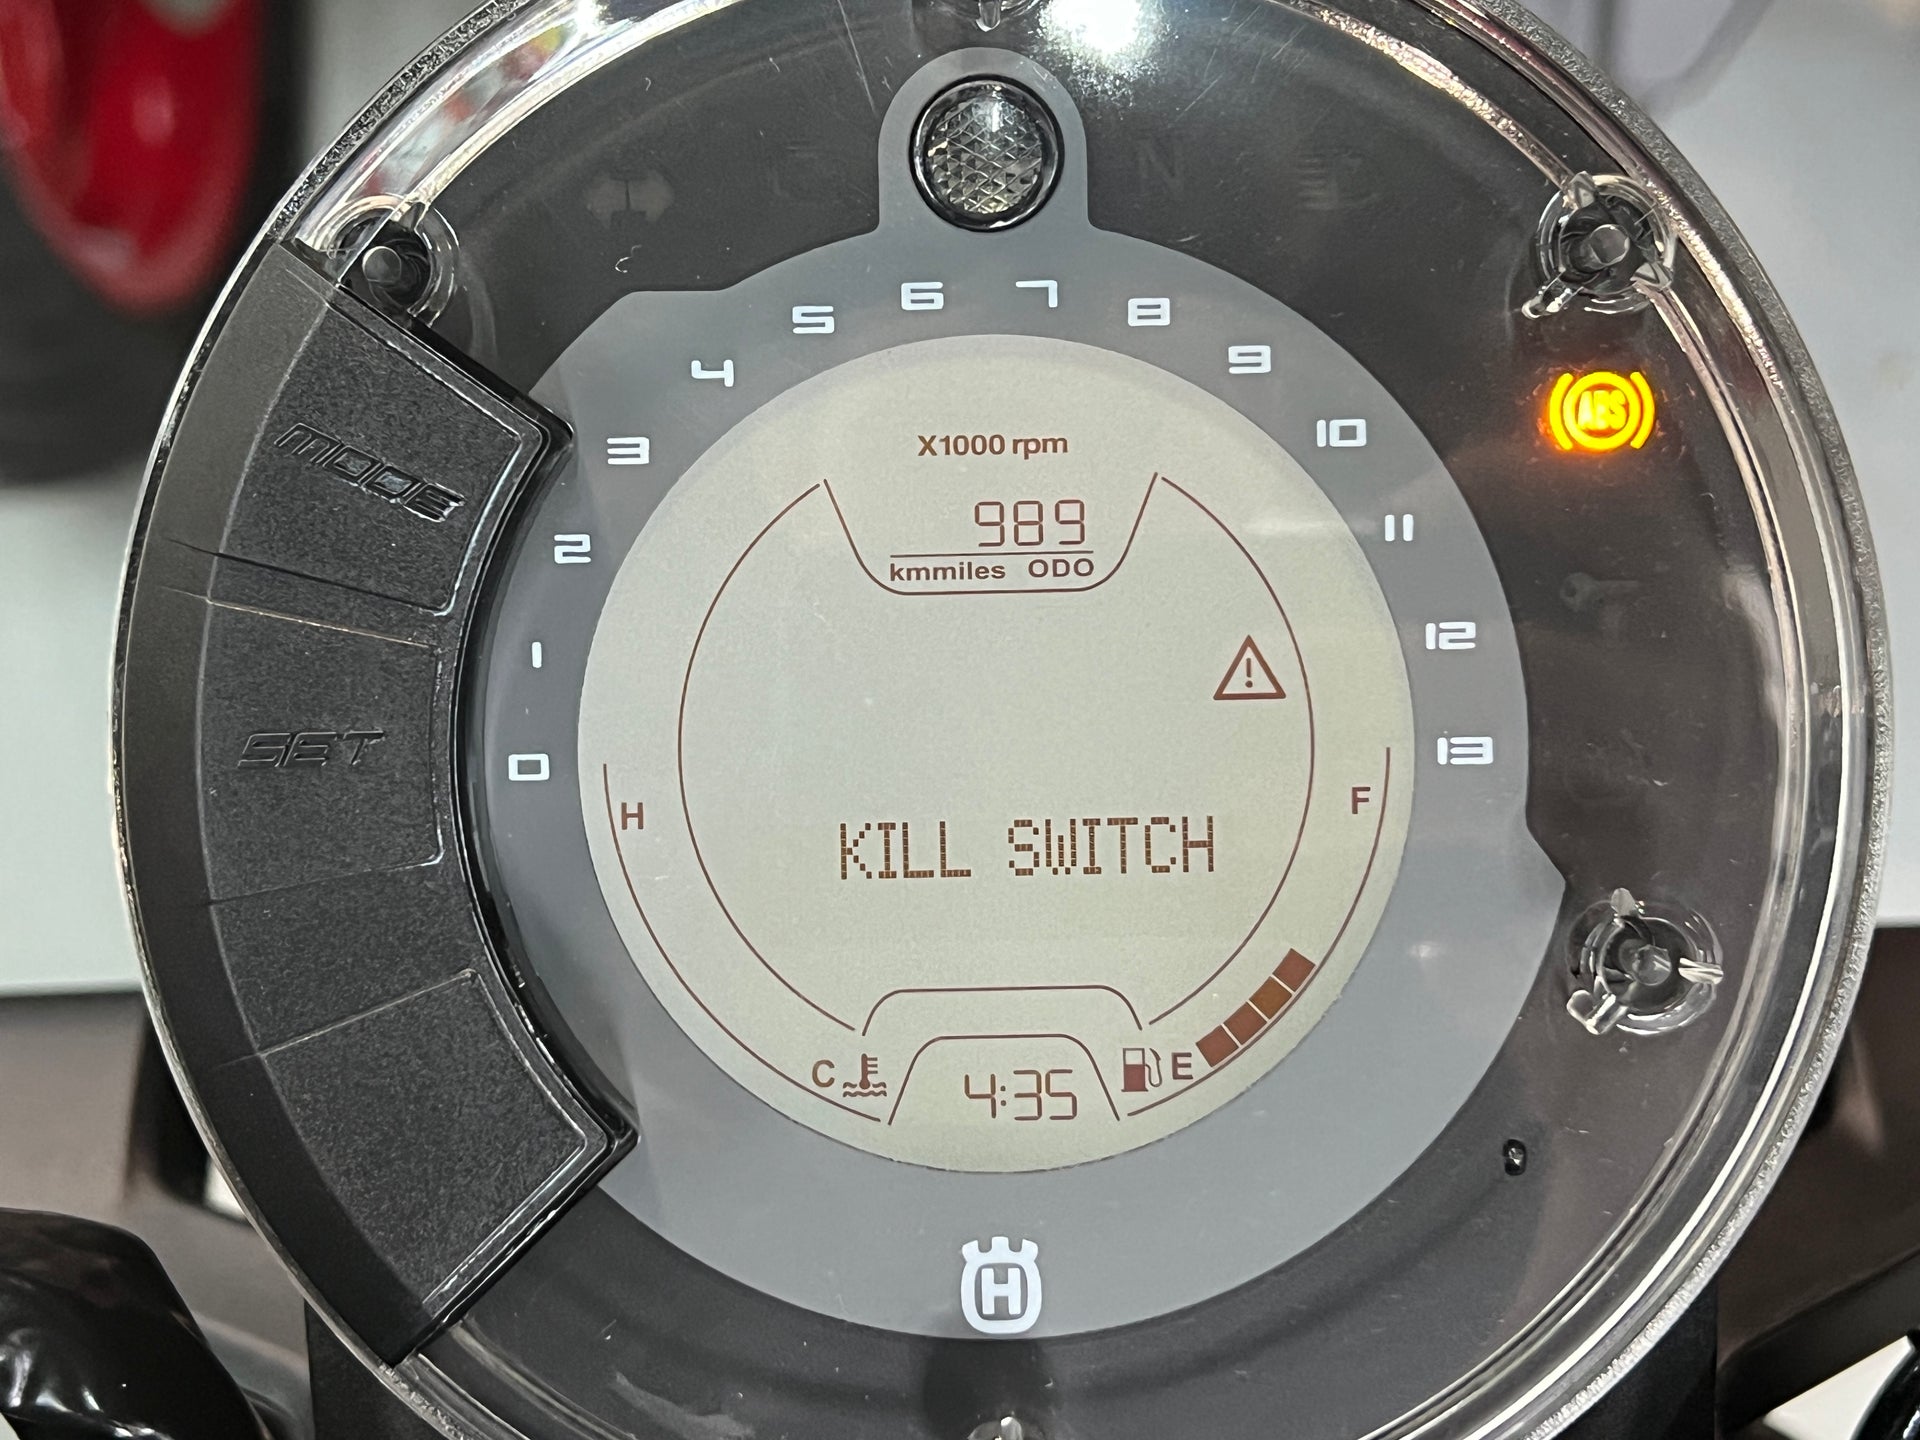 N
5 6 7 8
4 9
3 10
2 11
1 12
0 13
MODE
SET
X1000 rpm
989
kmmiles ODO
ABS
H F
KILL SWITCH
C E
4:35
H